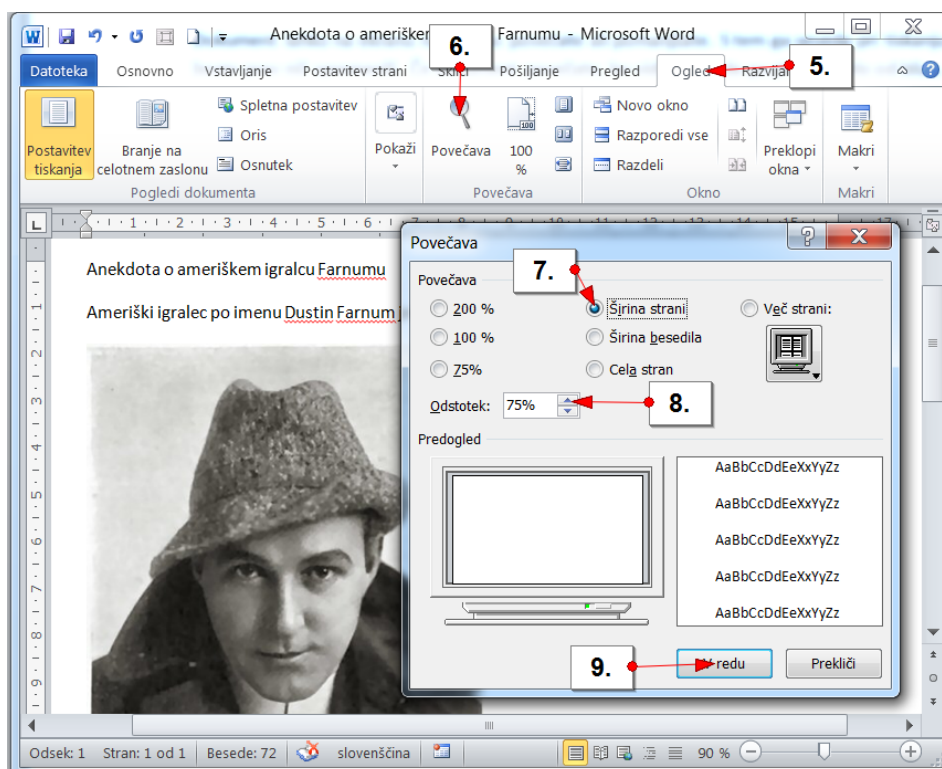 Anekdota o ameriškem Farnumu - Microsoft Word
6.
5.
Datoteka Osnovno Vstavljanje Postavitev strani Sklici Pošiljanje Pregled Ogled
Postavitev tiskanja
Branje na celotnem zaslonu
Spletna postavitev
Oris
Osnutek
Pogledi dokumenta
Pokaži
Povečava
100 %
100
Povečava
Novo okno
Razporedi vse
Razdeli
Preklopi okna
Okno
Makri
Makri
Anekdota o ameriškem igralcu Farnumu
Ameriški igralec po imenu Dustin Farnum
Povečava
Povečava
7.
200 %
100 %
75%
Širina strani
Širina besedila
Cela stran
Več strani:
Odstotek: 75%
8.
Predogled
AaBbCcDdEeXxYyZz
AaBbCcDdEeXxYyZz
AaBbCcDdEeXxYyZz
AaBbCcDdEeXxYyZz
AaBbCcDdEeXxYyZz
9.
V redu Prekliči
Odsek: 1 Stran: 1 od 1 Besede: 72 slovenščina 90 %